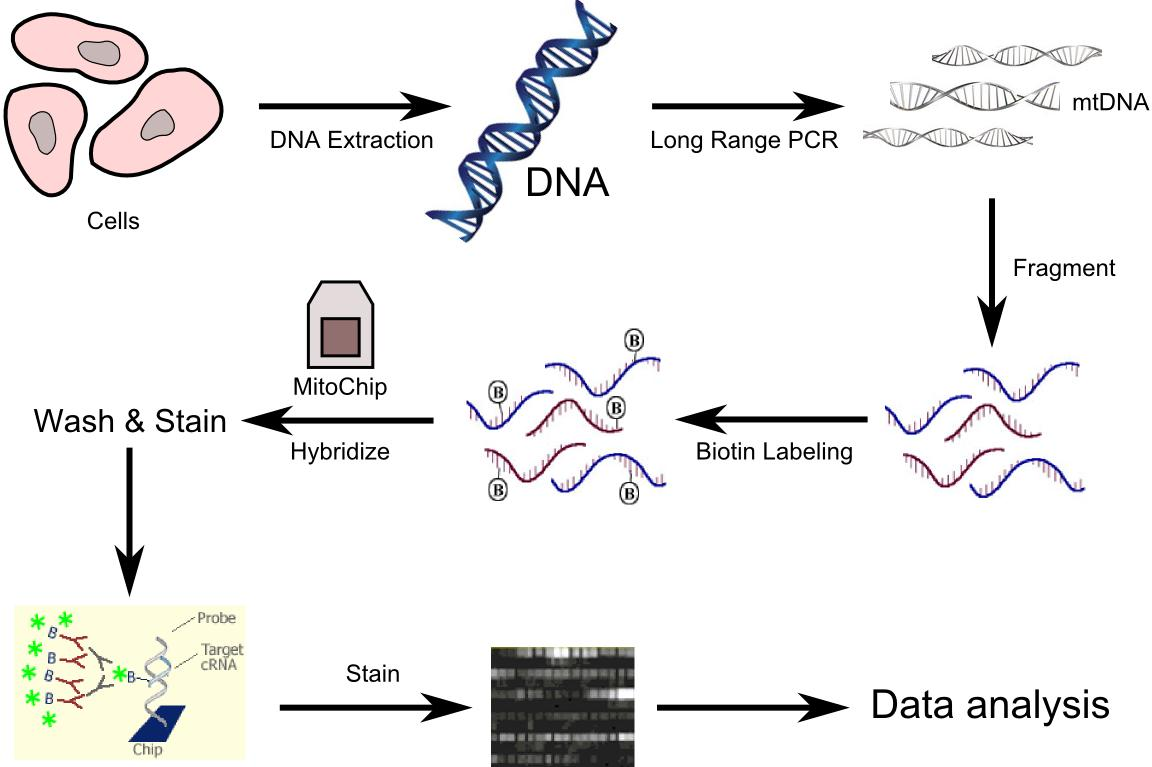 Cells
DNA Extraction
DNA
Long Range PCR
mtDNA
Fragment
Biotin Labeling
B
B
B
B
B
MitoChip
Hybridize
Wash & Stain
B
B
B
B
B
Probe
Target
cRNA
Chip
Stain
Data analysis